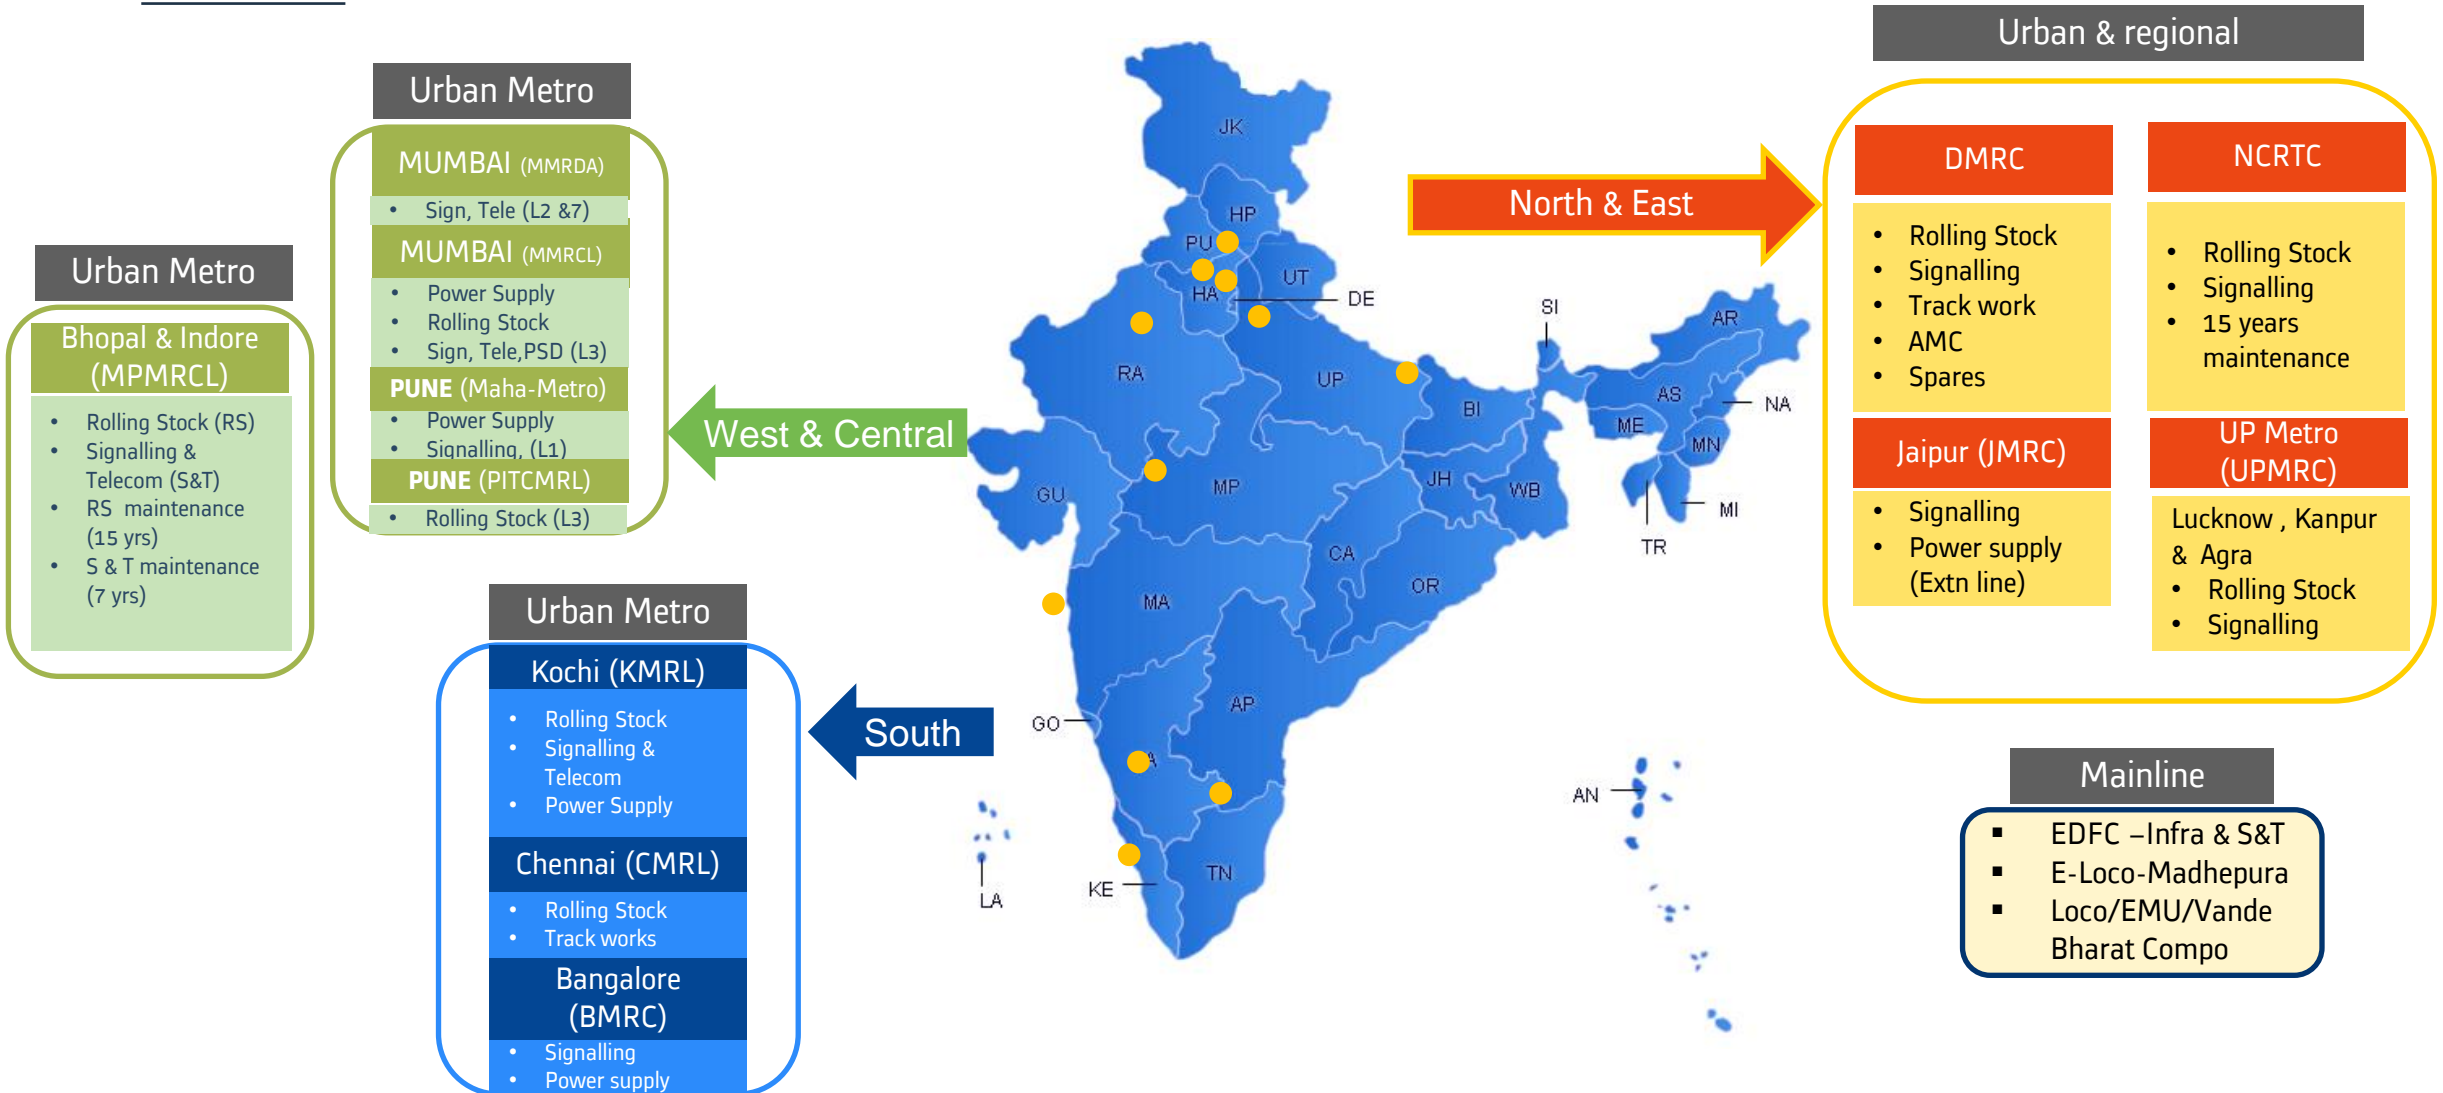 Urban Metro
Bhopal & Indore
(MPMRCL)
• Rolling Stock (RS)
• Signalling &
Telecom (S&T)
• RS maintenance
(15 yrs)
• S & T maintenance
(7 yrs)
Urban Metro
MUMBAI (MMRDA)
• Sign, Tele (L2 &7)
MUMBAI (MMRCL)
• Power Supply
• Rolling Stock
• Sign, Tele,PSD (L3)
PUNE (Maha-Metro)
• Power Supply
• Signalling, (L1)
PUNE (PITCMRL)
• Rolling Stock (L3)
West & Central
Urban Metro
Kochi (KMRL)
• Rolling Stock
• Signalling &
Telecom
• Power Supply
Chennai (CMRL)
• Rolling Stock
• Track works
Bangalore
(BMRC)
• Signalling
• Power supply
South
JK
HP
PU
UT
HA
DE
SI
AR
RA
UP
BI
AS
NA
ME
MN
GU
MP
JH
WB
TR
MI
CA
OR
MA
AP
GO
AN
LA
KE
TN
North & East
Urban & regional
DMRC
• Rolling Stock
• Signalling
• Track work
• AMC
• Spares
NCRTC
• Rolling Stock
• Signalling
• 15 years
maintenance
Jaipur (JMRC)
• Signalling
• Power supply
(Extn line)
UP Metro
(UPMRC)
Lucknow , Kanpur
& Agra
• Rolling Stock
• Signalling
Mainline
▪ EDFC –Infra & S&T
▪ E-Loco-Madhepura
▪ Loco/EMU/Vande
Bharat Compo